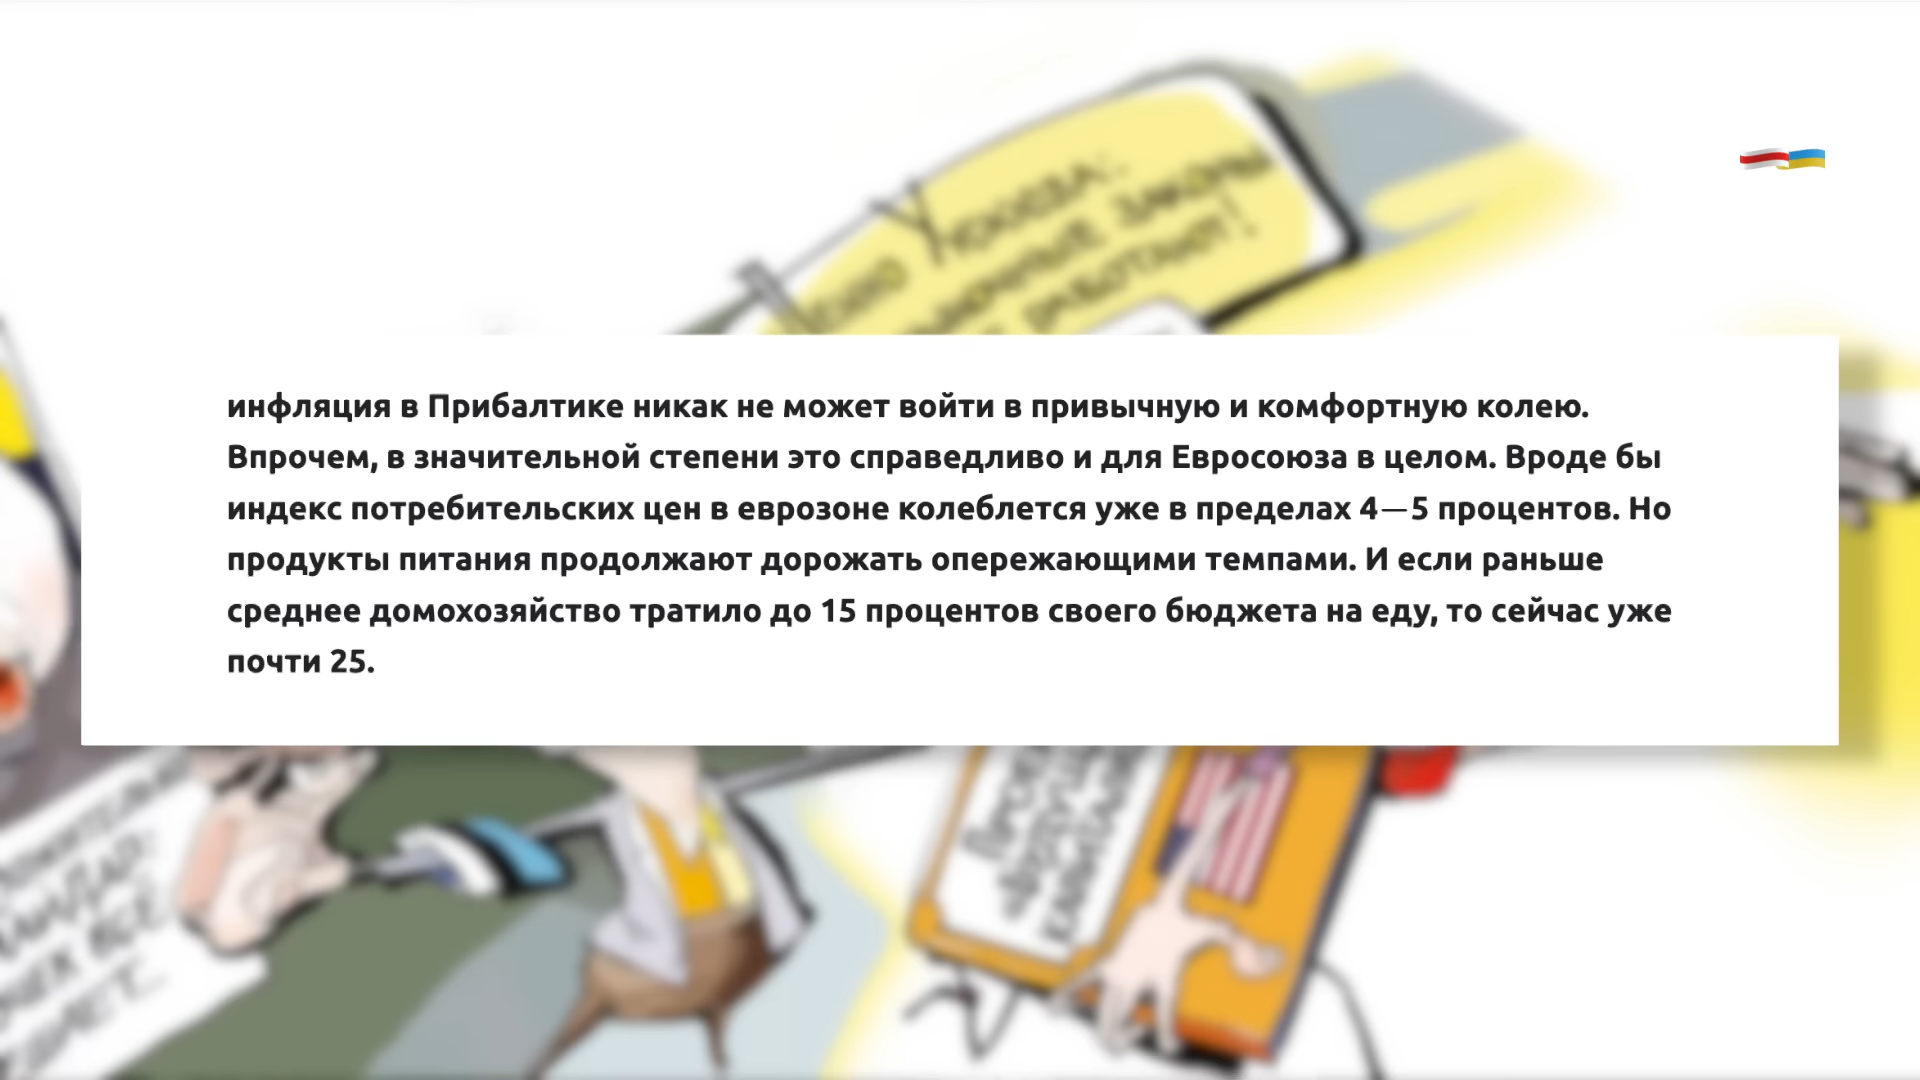 инфляция в Прибалтике никак не может войти в привычную и комфортную колею.
Впрочем, в значительной степени это справедливо и для Евросоюза в целом. Вроде бы
индекс потребительских цен в еврозоне колеблется уже в пределах 4—5 процентов. Но
продукты питания продолжают дорожать опережающими темпами. И если раньше
среднее домохозяйство тратило до 15 процентов своего бюджета на еду, то сейчас уже
почти 25.